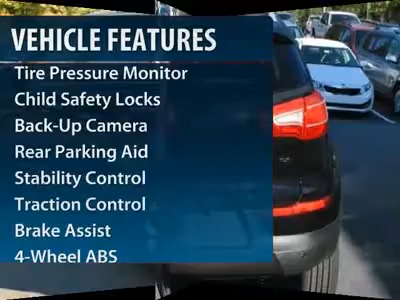 VEHICLE FEATURES
Tire Pressure Monitor
Child Safety Locks
Back-Up Camera
Rear Parking Aid
Stability Control
Traction Control
Brake Assist
4-Wheel ABS